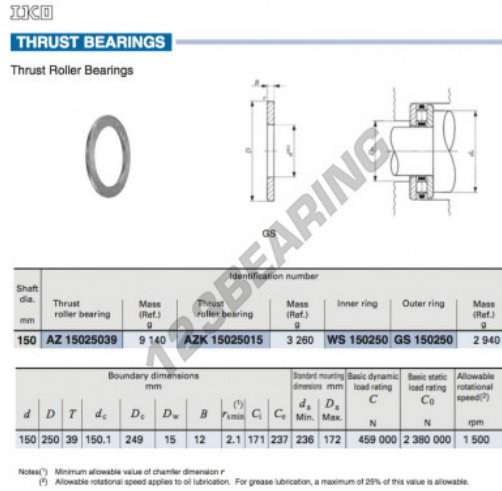 IKO
THRUST BEARINGS
Thrust Roller Bearings
B
r
D
d
GS
Identification number
Shaft dia. mm
Thrust roller bearing
Mass (Ref.) g
Thrust roller bearing
Mass (Ref.) g
Inner ring
Outer ring
Mass (Ref.) g
150 AZ 15025039 9 140 AZK 15025015 3 260 WS 150250 GS 150250 2 940
123BEARING
Boundary dimensions mm
Standard mounting dimensions mm
Basic dynamic load rating C N
Basic static load rating C0 N
Allowable rotational speed(2) rpm
d D T dc Dc Dw B rs min(1) Ci Ce da Min. Da Max.
150 250 39 150.1 249 15 12 2.1 171 237 236 172 459 000 2 380 000 1 500
Notes(1) Minimum allowable value of chamfer dimension r
(2) Allowable rotational speed applies to oil lubrication. For grease lubrication, a maximum of 25% of this value is allowable.